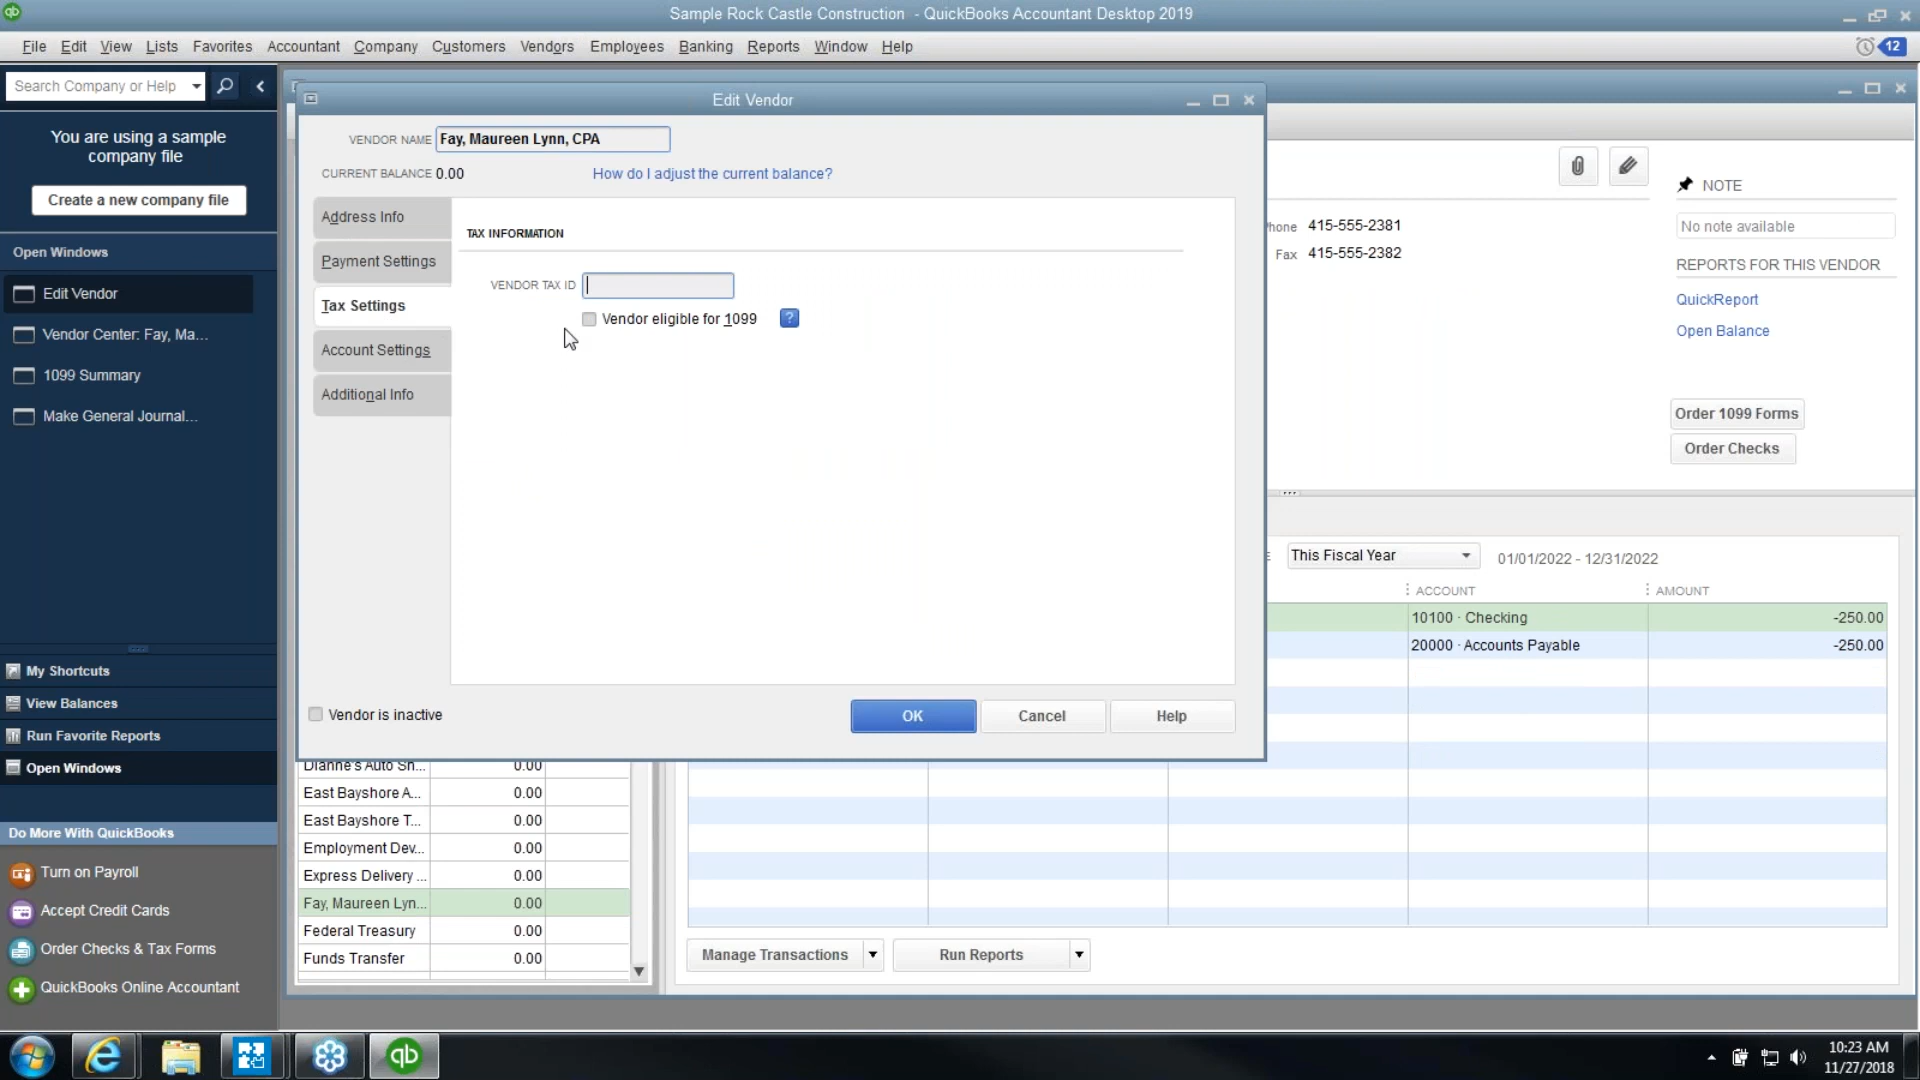 Sample Rock Castle Construction - QuickBooks Accountant Desktop 2019
File Edit View Lists Favorites Accountant Company Customers Vendors Employees Banking Reports Window Help
12
Search Company or Help
You are using a sample
company file
Create a new company file
Open Windows
Edit Vendor
Vendor Center: Fay, Ma...
1099 Summary
Make General Journal...
My Shortcuts
View Balances
Run Favorite Reports
Open Windows
Do More With QuickBooks
Turn on Payroll
Accept Credit Cards
Order Checks & Tax Forms
QuickBooks Online Accountant
Edit Vendor
VENDOR NAME Fay, Maureen Lynn, CPA
CURRENT BALANCE 0.00 How do I adjust the current balance?
Address Info
Payment Settings
Tax Settings
Account Settings
Additional Info
TAX INFORMATION
VENDOR TAX ID
Vendor eligible for 1099 ?
Vendor is inactive
OK Cancel Help
415-555-2381
Fax 415-555-2382
NOTE
No note available
REPORTS FOR THIS VENDOR
QuickReport
Open Balance
Order 1099 Forms
Order Checks
This Fiscal Year 01/01/2022 - 12/31/2022
ACCOUNT AMOUNT
10100 · Checking -250.00
20000 · Accounts Payable -250.00
Dianne's Auto Sh... 0.00
East Bayshore A... 0.00
East Bayshore T... 0.00
Employment Dev... 0.00
Express Delivery ... 0.00
Fay, Maureen Lyn... 0.00
Federal Treasury 0.00
Funds Transfer 0.00
Manage Transactions Run Reports
qb
10:23 AM
11/27/2018